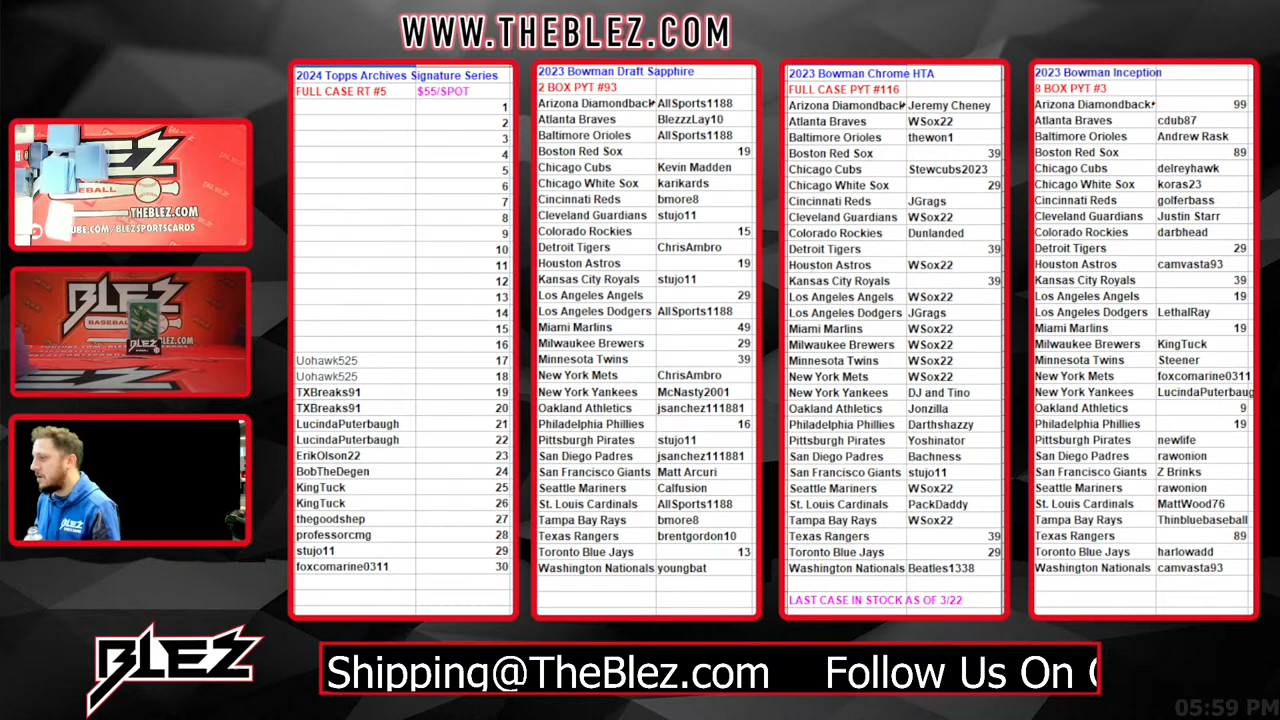 WWW.THEBLEZ.COM
2024 Topps Archives Signature Series
FULL CASE RT #5 $55/SPOT
1
2
3
4
5
6
7
8
9
10
11
12
13
14
15
16
Uohawk525 17
Uohawk525 18
TXBreaks91 19
TXBreaks91 20
LucindaPuterbaugh 21
LucindaPuterbaugh 22
ErikOlson22 23
BobTheDegen 24
KingTuck 25
KingTuck 26
thegoodshep 27
professorcmg 28
stujo11 29
foxcomarine0311 30
2023 Bowman Draft Sapphire
2 BOX PYT #93
Arizona Diamondback AllSports1188
Atlanta Braves BlezzzLay10
Baltimore Orioles AllSports1188
Boston Red Sox 19
Chicago Cubs Kevin Madden
Chicago White Sox karikards
Cincinnati Reds bmore8
Cleveland Guardians stujo11
Colorado Rockies 15
Detroit Tigers ChrisAmbro
Houston Astros 19
Kansas City Royals stujo11
Los Angeles Angels 29
Los Angeles Dodgers AllSports1188
Miami Marlins 49
Milwaukee Brewers 29
Minnesota Twins 39
New York Mets ChrisAmbro
New York Yankees McNasty2001
Oakland Athletics jsanchez111881
Philadelphia Phillies 16
Pittsburgh Pirates stujo11
San Diego Padres jsanchez111881
San Francisco Giants Matt Arcuri
Seattle Mariners Calfusion
St. Louis Cardinals AllSports1188
Tampa Bay Rays bmore8
Texas Rangers brentgordon10
Toronto Blue Jays 13
Washington Nationals youngbat
2023 Bowman Chrome HTA
FULL CASE PYT #116
Arizona Diamondback Jeremy Cheney
Atlanta Braves WSox22
Baltimore Orioles thewon1
Boston Red Sox 39
Chicago Cubs Stewcubs2023
Chicago White Sox 29
Cincinnati Reds JGrags
Cleveland Guardians WSox22
Colorado Rockies Dunlanded
Detroit Tigers 39
Houston Astros WSox22
Kansas City Royals 39
Los Angeles Angels WSox22
Los Angeles Dodgers JGrags
Miami Marlins WSox22
Milwaukee Brewers WSox22
Minnesota Twins WSox22
New York Mets WSox22
New York Yankees DJ and Tino
Oakland Athletics Jonzilla
Philadelphia Phillies Darthshazzy
Pittsburgh Pirates Yoshinator
San Diego Padres Bachness
San Francisco Giants stujo11
Seattle Mariners WSox22
St. Louis Cardinals PackDaddy
Tampa Bay Rays WSox22
Texas Rangers 39
Toronto Blue Jays 29
Washington Nationals Beatles1338
LAST CASE IN STOCK AS OF 3/22
2023 Bowman Inception
8 BOX PYT #3
Arizona Diamondback 99
Atlanta Braves cdub87
Baltimore Orioles Andrew Rask
Boston Red Sox 89
Chicago Cubs delreyhawk
Chicago White Sox koras23
Cincinnati Reds golferbass
Cleveland Guardians Justin Starr
Colorado Rockies darbhead
Detroit Tigers 29
Houston Astros camvasta93
Kansas City Royals 39
Los Angeles Angels 19
Los Angeles Dodgers LethalRay
Miami Marlins 19
Milwaukee Brewers KingTuck
Minnesota Twins Steener
New York Mets foxcomarine0311
New York Yankees LucindaPuterbaug
Oakland Athletics 9
Philadelphia Phillies 19
Pittsburgh Pirates newlife
San Diego Padres rawonion
San Francisco Giants Z Brinks
Seattle Mariners rawonion
St. Louis Cardinals MattWood76
Tampa Bay Rays Thinbluebaseball
Texas Rangers 89
Toronto Blue Jays harlowadd
Washington Nationals camvasta93
THEBLEZ.COM
BLEZ
BASEBALL
BLEZ
BLEZ
Shipping@TheBlez.com Follow Us On
05:59 PM